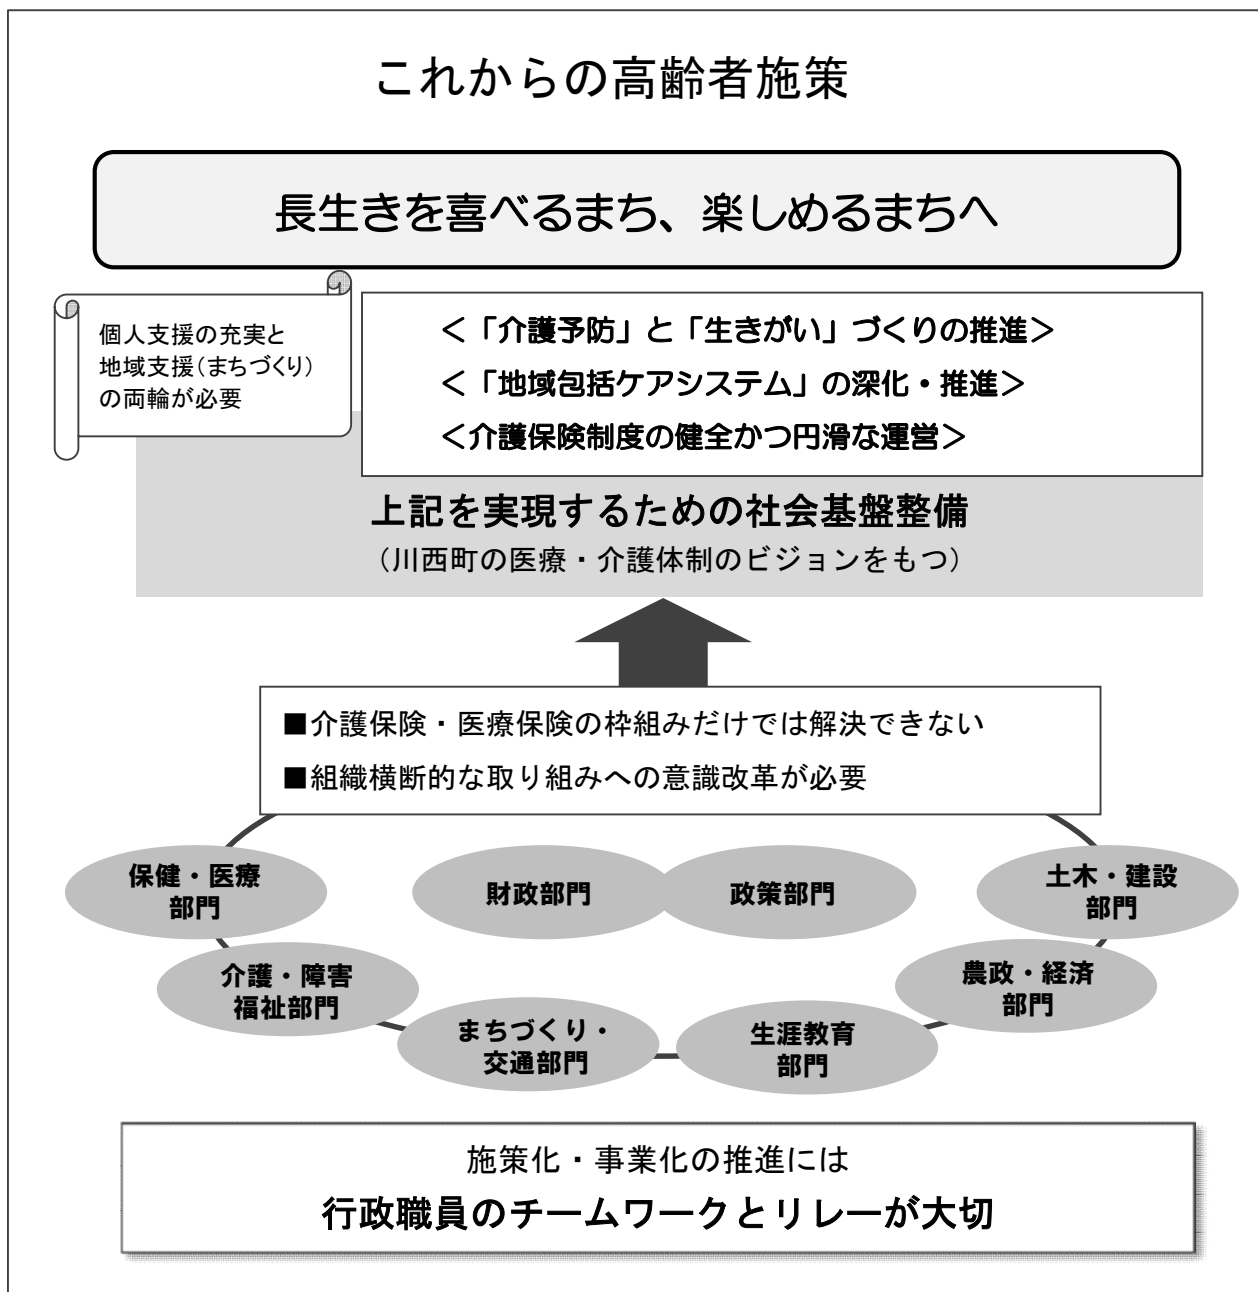 これからの高齢者施策
長生きを喜べるまち、楽しめるまちへ
個人支援の充実と
地域支援（まちづくり）
の両輪が必要
＜「介護予防」と「生きがい」づくりの推進＞
＜「地域包括ケアシステム」の深化・推進＞
＜介護保険制度の健全かつ円滑な運営＞
上記を実現するための社会基盤整備
（川西町の医療・介護体制のビジョンをもつ）
■介護保険・医療保険の枠組みだけでは解決できない
■組織横断的な取り組みへの意識改革が必要
保健・医療
部門
財政部門
政策部門
土木・建設
部門
介護・障害
福祉部門
農政・経済
部門
まちづくり・
交通部門
生涯教育
部門
施策化・事業化の推進には
行政職員のチームワークとリレーが大切